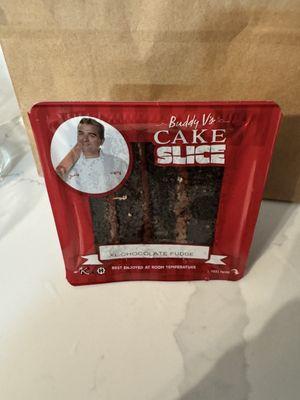 Buddy V's
CAKE
SLICE
CHOCOLATE FUDGE
BEST ENJOYED AT ROOM TEMPERATURE